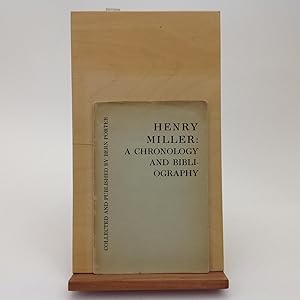 HENRY
MILLER:
A CHRONOLOGY
AND BIBLI-
OGRAPHY
COLLECTED AND PUBLISHED BY BERN PORTER